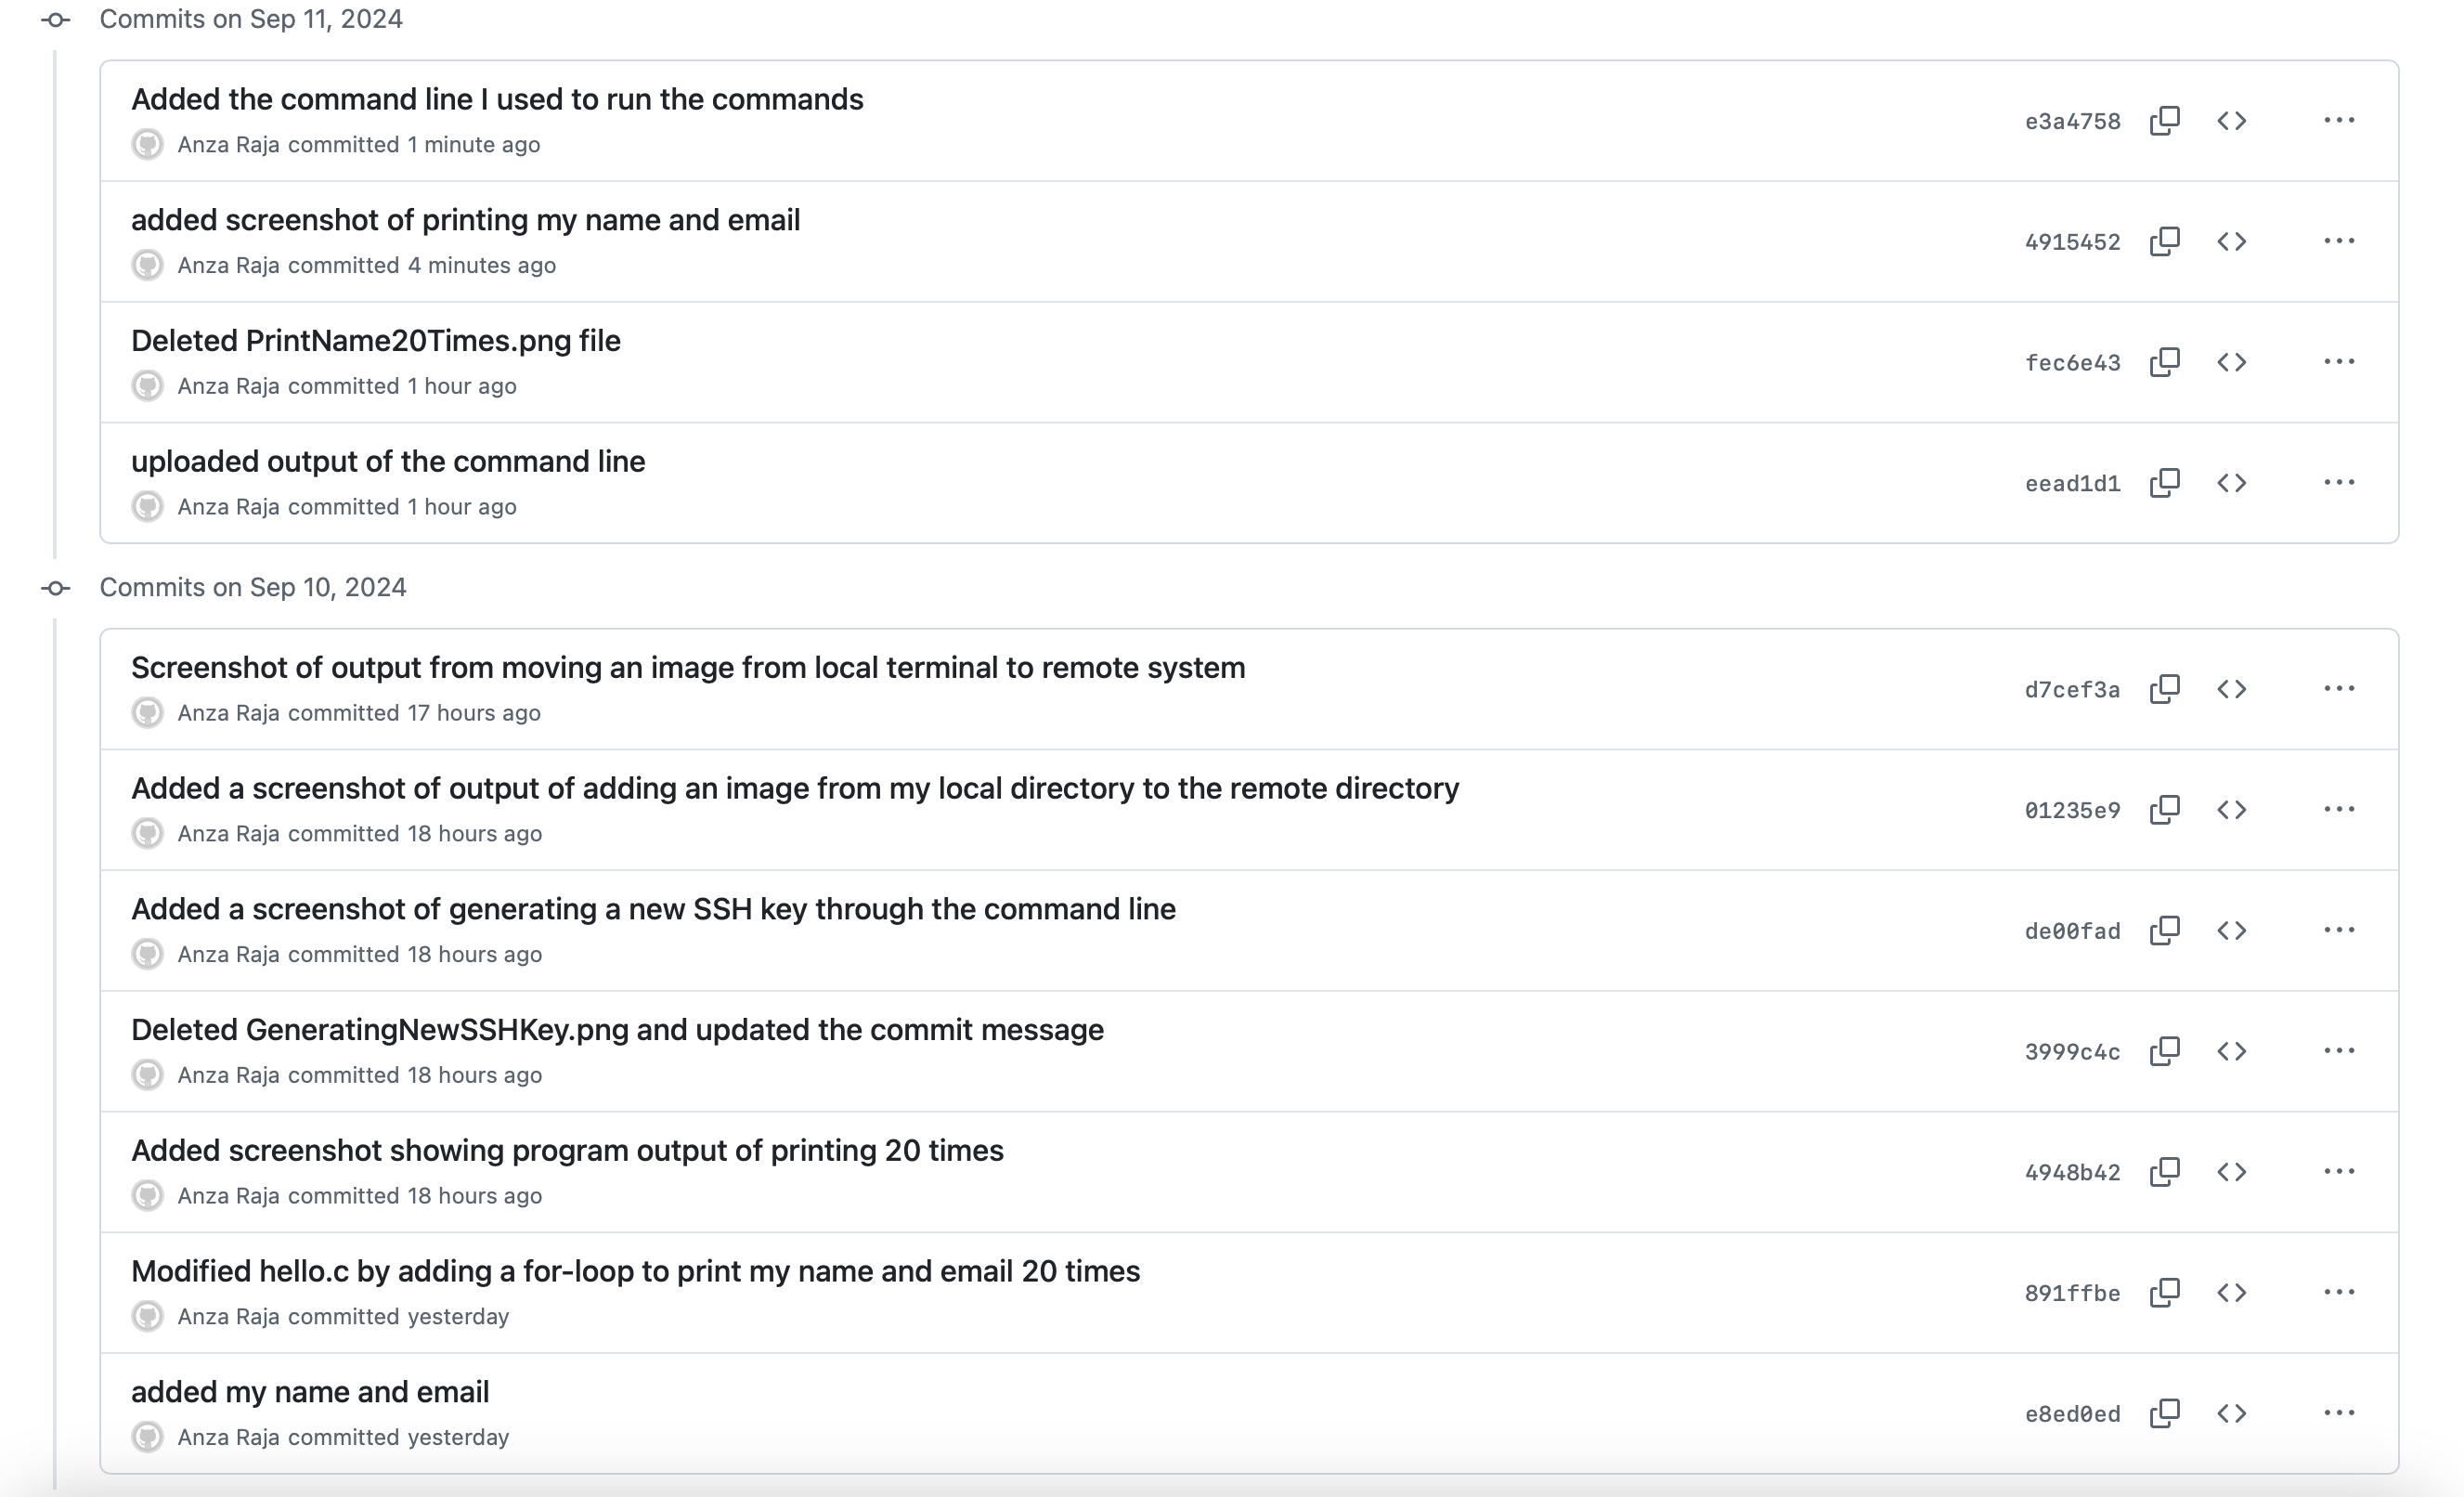 Commits on Sep 11, 2024
Added the command line I used to run the commands
Anza Raja committed 1 minute ago
e3a4758
added screenshot of printing my name and email
Anza Raja committed 4 minutes ago
4915452
Deleted PrintName20Times.png file
Anza Raja committed 1 hour ago
fec6e43
uploaded output of the command line
Anza Raja committed 1 hour ago
eead1d1
Commits on Sep 10, 2024
Screenshot of output from moving an image from local terminal to remote system
Anza Raja committed 17 hours ago
d7cef3a
Added a screenshot of output of adding an image from my local directory to the remote directory
Anza Raja committed 18 hours ago
01235e9
Added a screenshot of generating a new SSH key through the command line
Anza Raja committed 18 hours ago
de00fad
Deleted GeneratingNewSSHKey.png and updated the commit message
Anza Raja committed 18 hours ago
3999c4c
Added screenshot showing program output of printing 20 times
Anza Raja committed 18 hours ago
4948b42
Modified hello.c by adding a for-loop to print my name and email 20 times
Anza Raja committed yesterday
891ffbe
added my name and email
Anza Raja committed yesterday
e8ed0ed